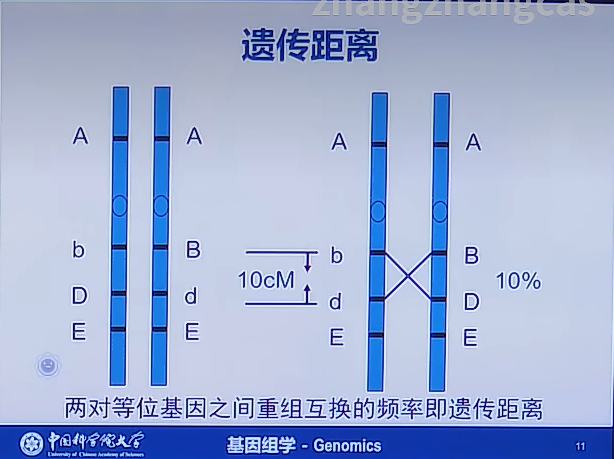 zhangzhangcas
遗传距离
A A A A
b B b B
10cM 10%
D d d D
E E E E
两对等位基因之间重组互换的频率即遗传距离
中国科学院大学
University of Chinese Academy of Sciences
基因组学 - Genomics
11